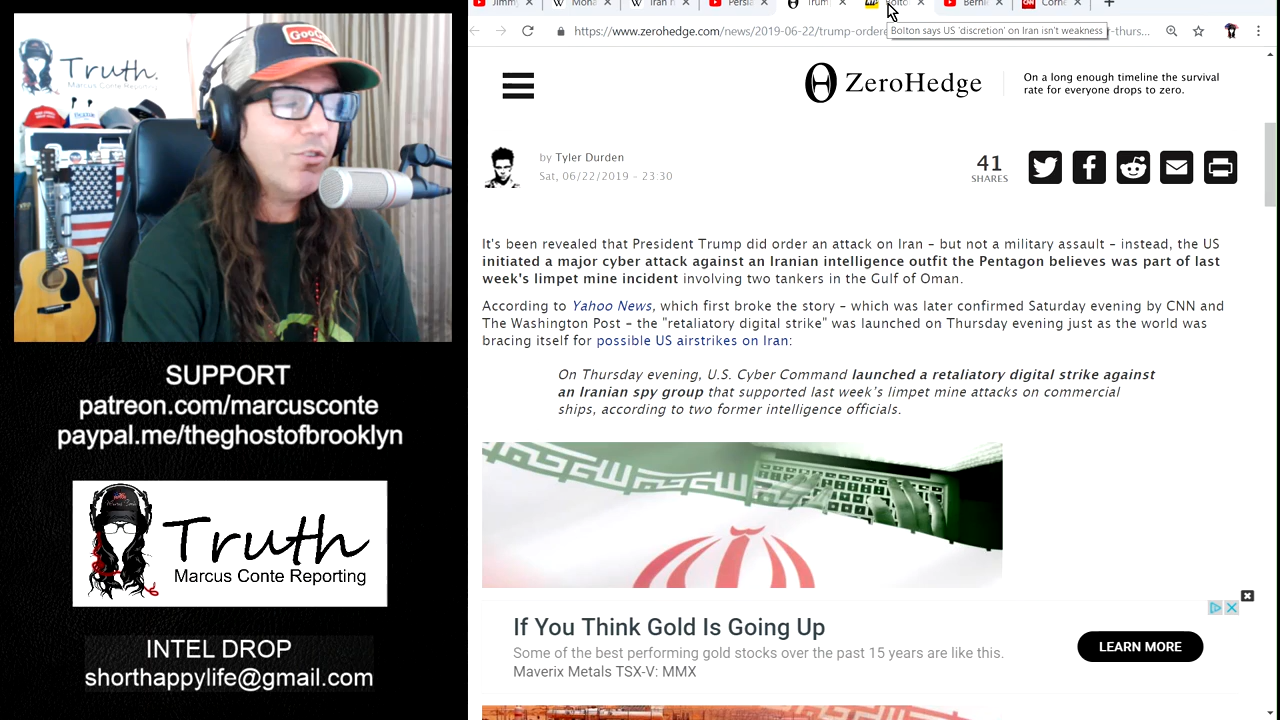 Truth.
Marcus Conte Reporting
SUPPORT
patreon.com/marcusconte
paypal.me/theghostofbrooklyn
Truth
Marcus Conte Reporting
INTEL DROP
shorthappylife@gmail.com
Jimmy
W Mona
W Iran
Persia
Trum
Bolto
Bernie
Corne
https://www.zerohedge.com/news/2019-06-22/trump-ordere
Bolton says US 'discretion' on Iran isn't weakness
ZeroHedge
On a long enough timeline the survival
rate for everyone drops to zero.
by Tyler Durden
Sat, 06/22/2019 - 23:30
41
SHARES
It's been revealed that President Trump did order an attack on Iran – but not a military assault – instead, the US
initiated a major cyber attack against an Iranian intelligence outfit the Pentagon believes was part of last
week's limpet mine incident involving two tankers in the Gulf of Oman.
According to Yahoo News, which first broke the story – which was later confirmed Saturday evening by CNN and
The Washington Post – the "retaliatory digital strike" was launched on Thursday evening just as the world was
bracing itself for possible US airstrikes on Iran:
On Thursday evening, U.S. Cyber Command launched a retaliatory digital strike against
an Iranian spy group that supported last week's limpet mine attacks on commercial
ships, according to two former intelligence officials.
If You Think Gold Is Going Up
Some of the best performing gold stocks over the past 15 years are like this.
Maverix Metals TSX-V: MMX
LEARN MORE